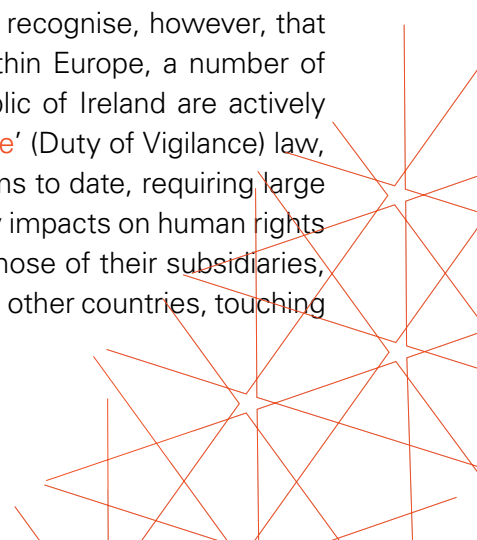 recognise, however, that
thin Europe, a number of
lic of Ireland are actively
e’ (Duty of Vigilance) law,
ns to date, requiring large
impacts on human rights
hose of their subsidiaries,
other countries, touching